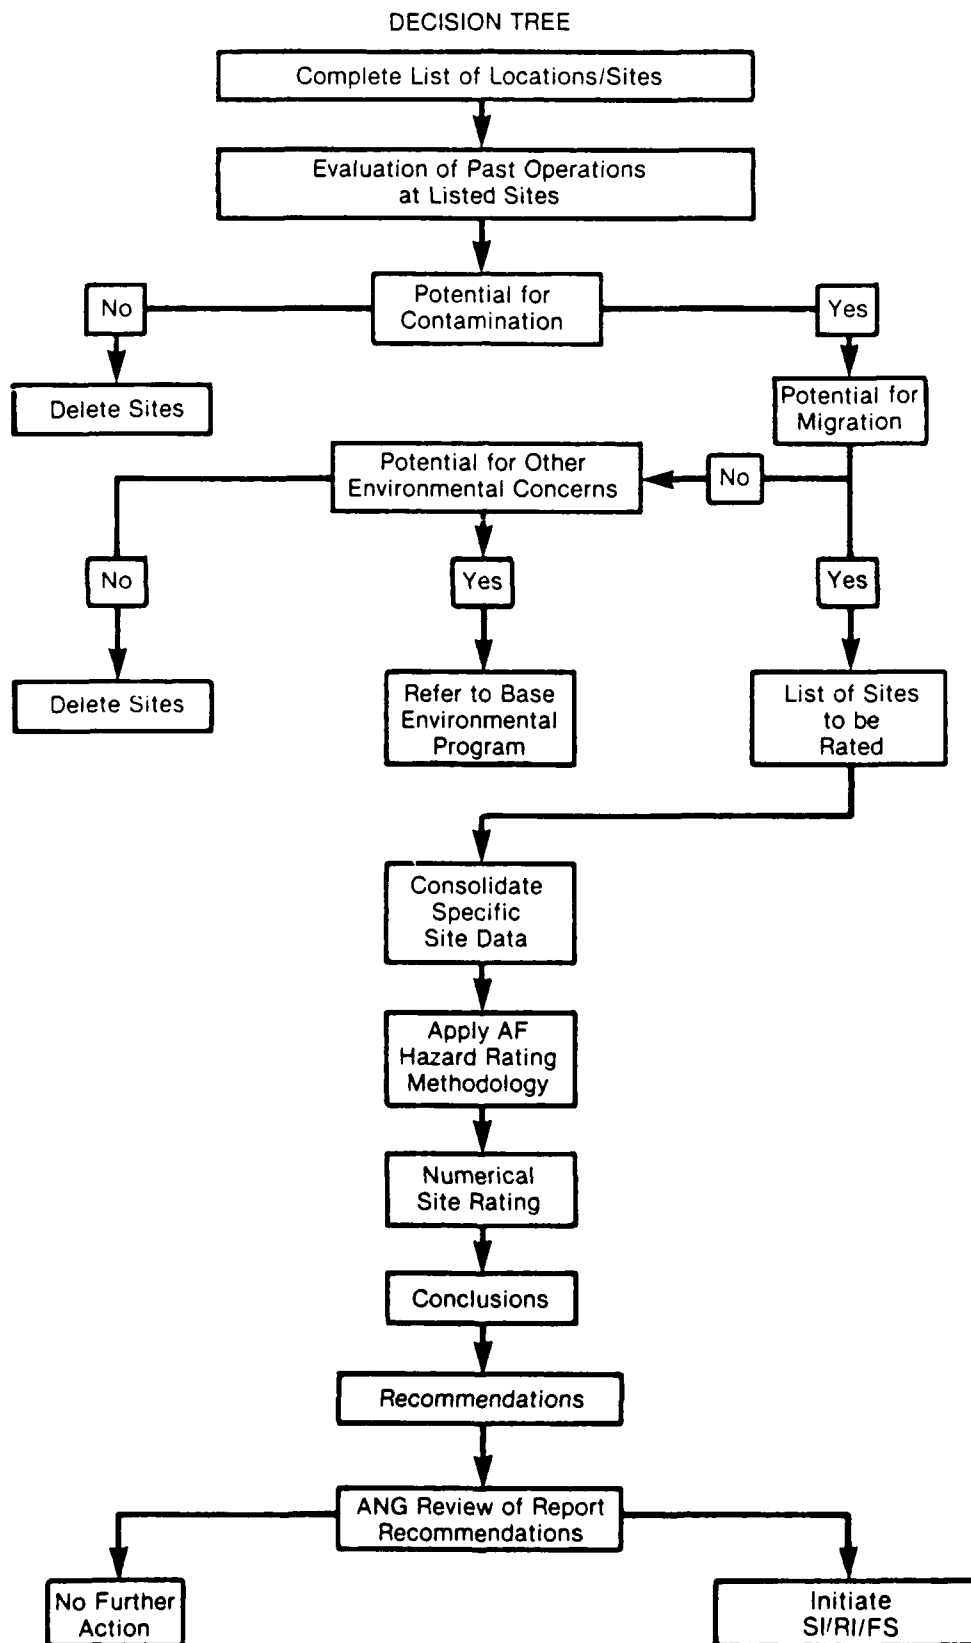 DECISION TREE
Complete List of Locations/Sites
Evaluation of Past Operations
at Listed Sites
No
Potential for
Contamination
Yes
Delete Sites
Potential for
Migration
Potential for Other
Environmental Concerns
No
No
Yes
Yes
Delete Sites
Refer to Base
Environmental
Program
List of Sites
to be
Rated
Consolidate
Specific
Site Data
Apply AF
Hazard Rating
Methodology
Numerical
Site Rating
Conclusions
Recommendations
ANG Review of Report
Recommendations
No Further
Action
Initiate
SI/RI/FS